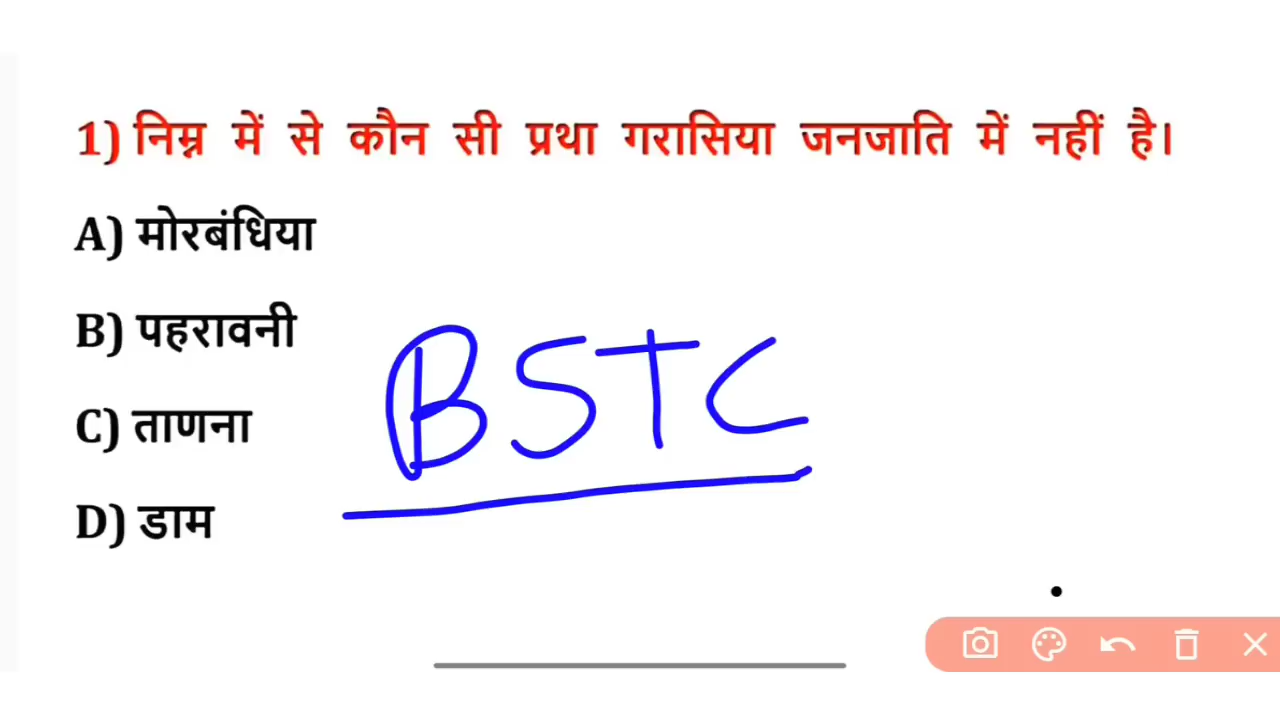 1) निम्न में से कौन सी प्रथा गरासिया जनजाति में नहीं है।
A) मोरबंधिया
B) पहरावनी
C) ताणना
D) डाम
BSTC